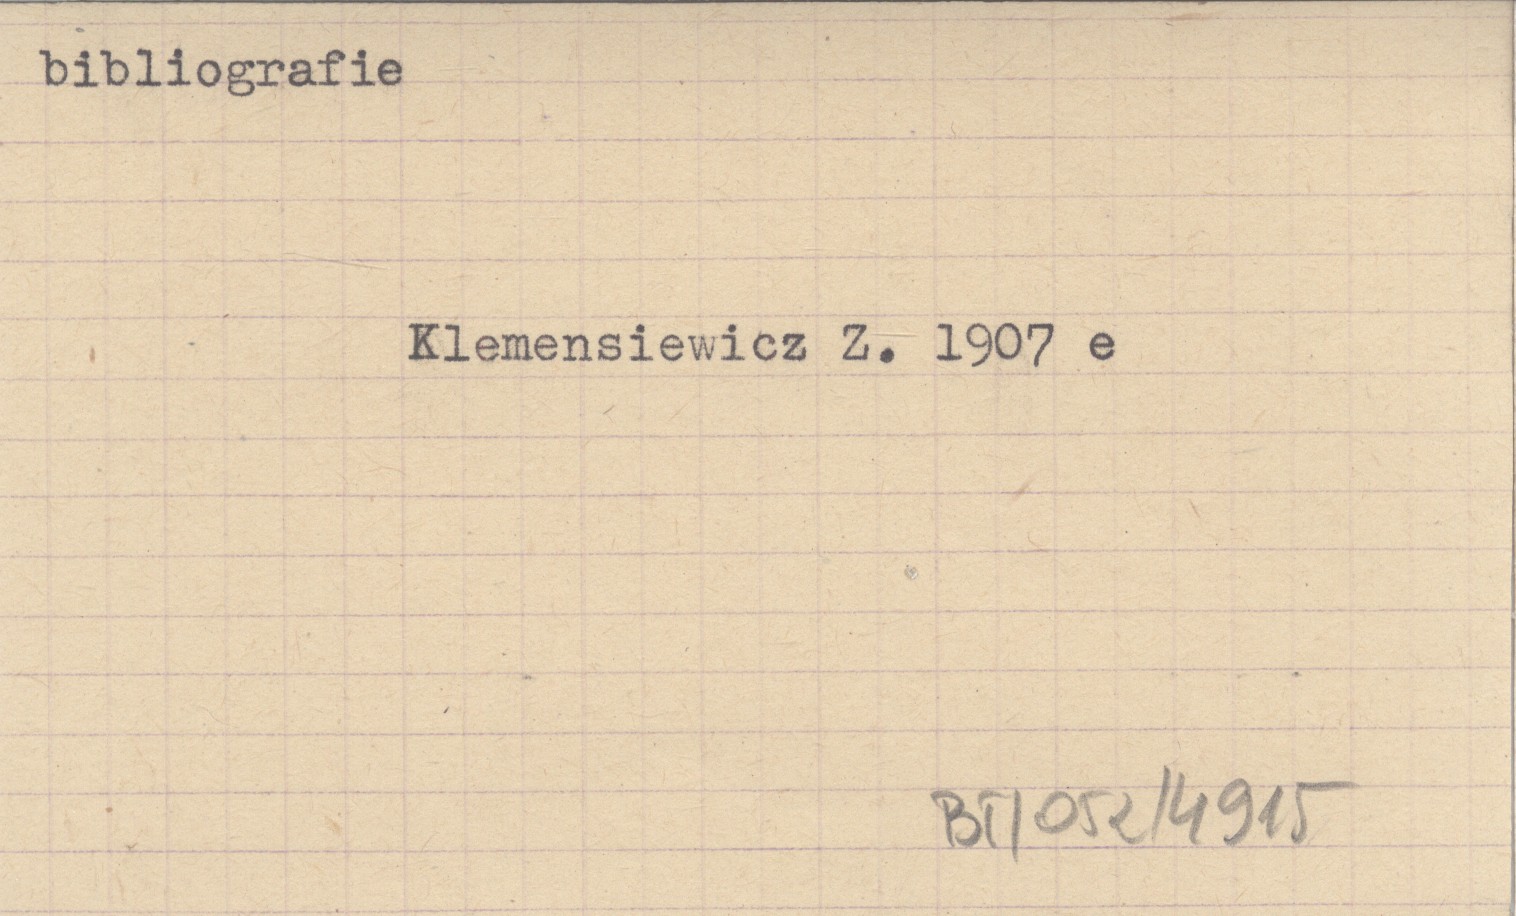 bibliografie
Klemensiewicz Z. 1907 e
BT/052/4915